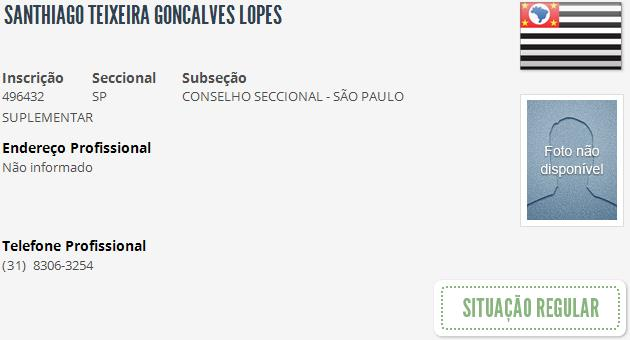 SANTHIAGO TEIXEIRA GONCALVES LOPES
Inscrição Seccional Subseção
496432 SP CONSELHO SECCIONAL - SÃO PAULO
SUPLEMENTAR
Endereço Profissional
Não informado
Foto não
disponível
Telefone Profissional
(31) 8306-3254
SITUAÇÃO REGULAR